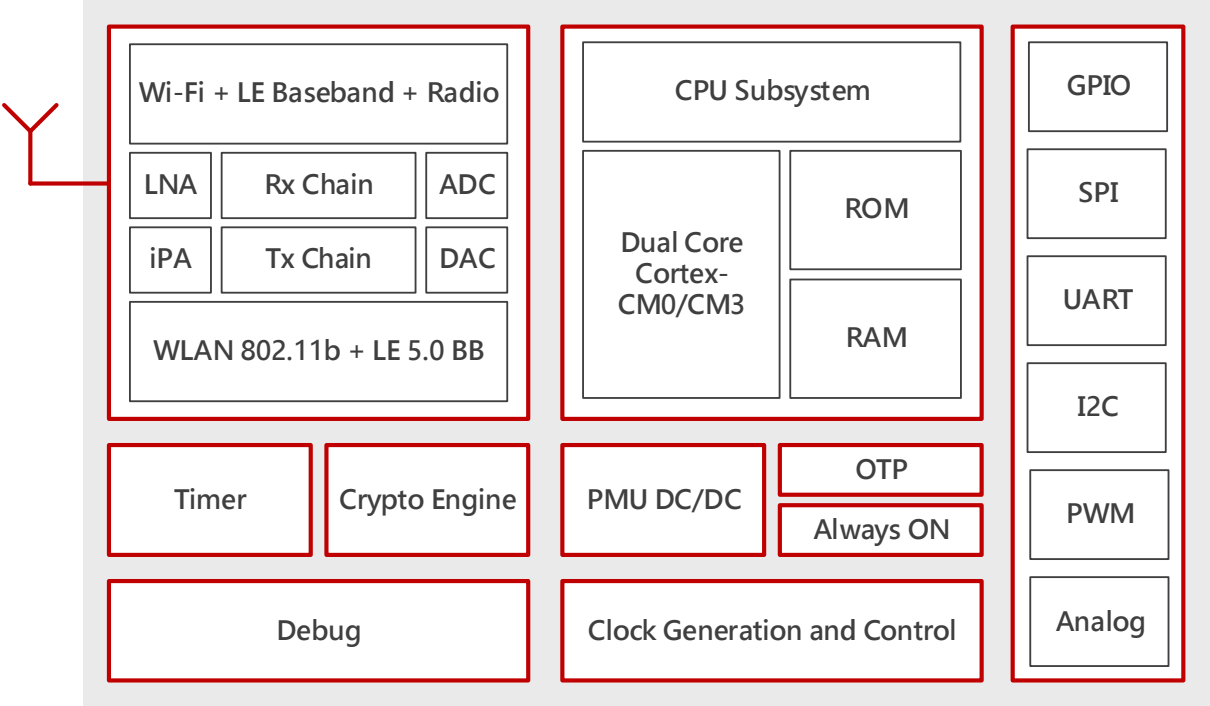 Wi-Fi + LE Baseband + Radio
LNA
Rx Chain
ADC
iPA
Tx Chain
DAC
WLAN 802.11b + LE 5.0 BB
CPU Subsystem
Dual Core
Cortex-
CM0/CM3
ROM
RAM
GPIO
SPI
UART
I2C
PWM
Analog
Timer
Crypto Engine
PMU DC/DC
OTP
Always ON
Debug
Clock Generation and Control